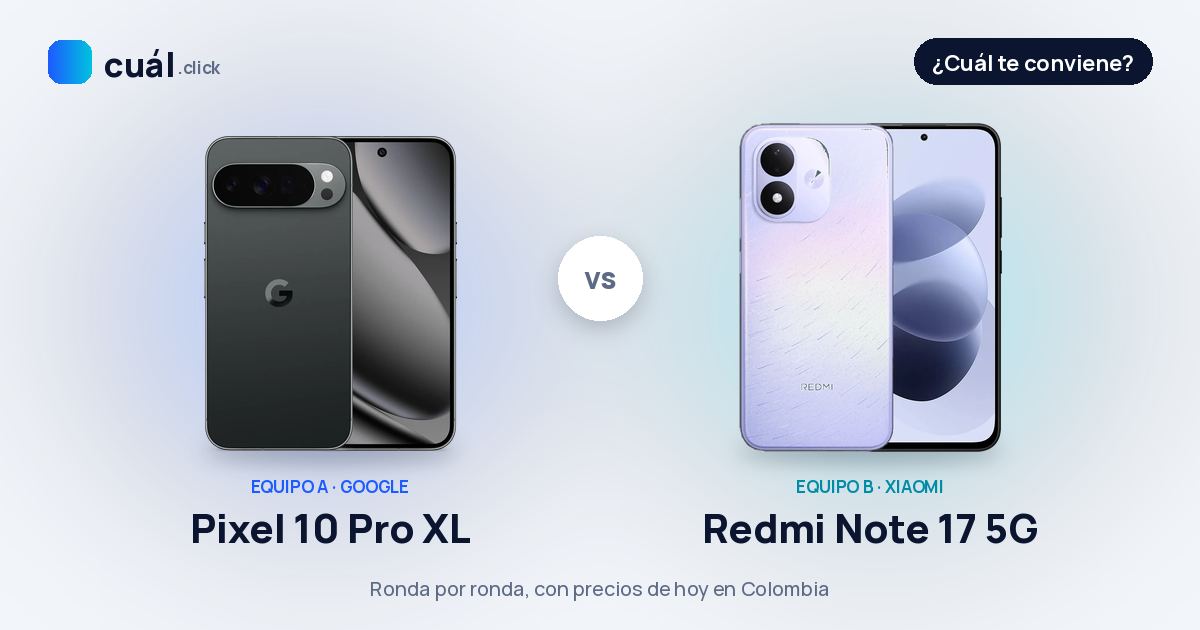 cuál.click
¿Cuál te conviene?
G
REDMI
VS
EQUIPO A · GOOGLE
EQUIPO B · XIAOMI
Pixel 10 Pro XL
Redmi Note 17 5G
Ronda por ronda, con precios de hoy en Colombia